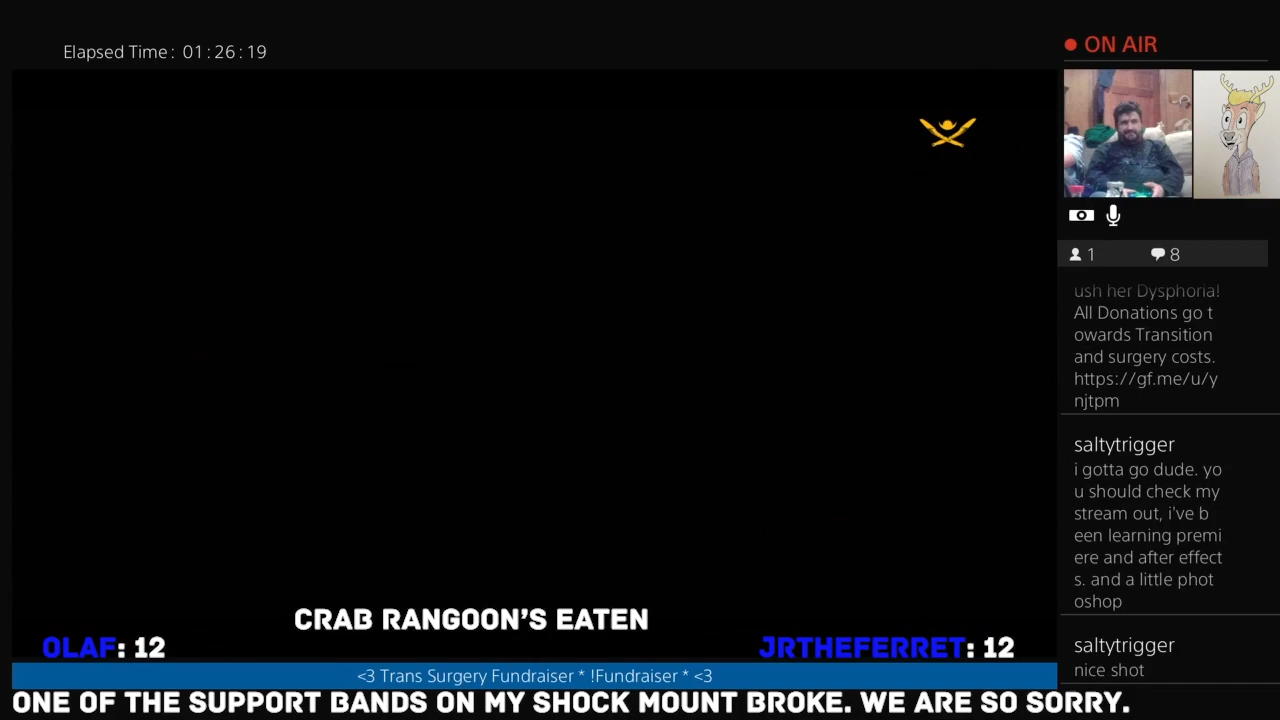 Elapsed Time: 01:26:19
ON AIR
1 8
ush her Dysphoria!
All Donations go t
owards Transition
and surgery costs.
https://gf.me/u/y
njtpm
saltytrigger
i gotta go dude. yo
u should check my
stream out, i've b
een learning premi
ere and after effect
s. and a little phot
oshop
saltytrigger
nice shot
CRAB RANGOON'S EATEN
OLAF: 12
JRTHEFERRET: 12
<3 Trans Surgery Fundraiser * !Fundraiser * <3
ONE OF THE SUPPORT BANDS ON MY SHOCK MOUNT BROKE. WE ARE SO SORRY.